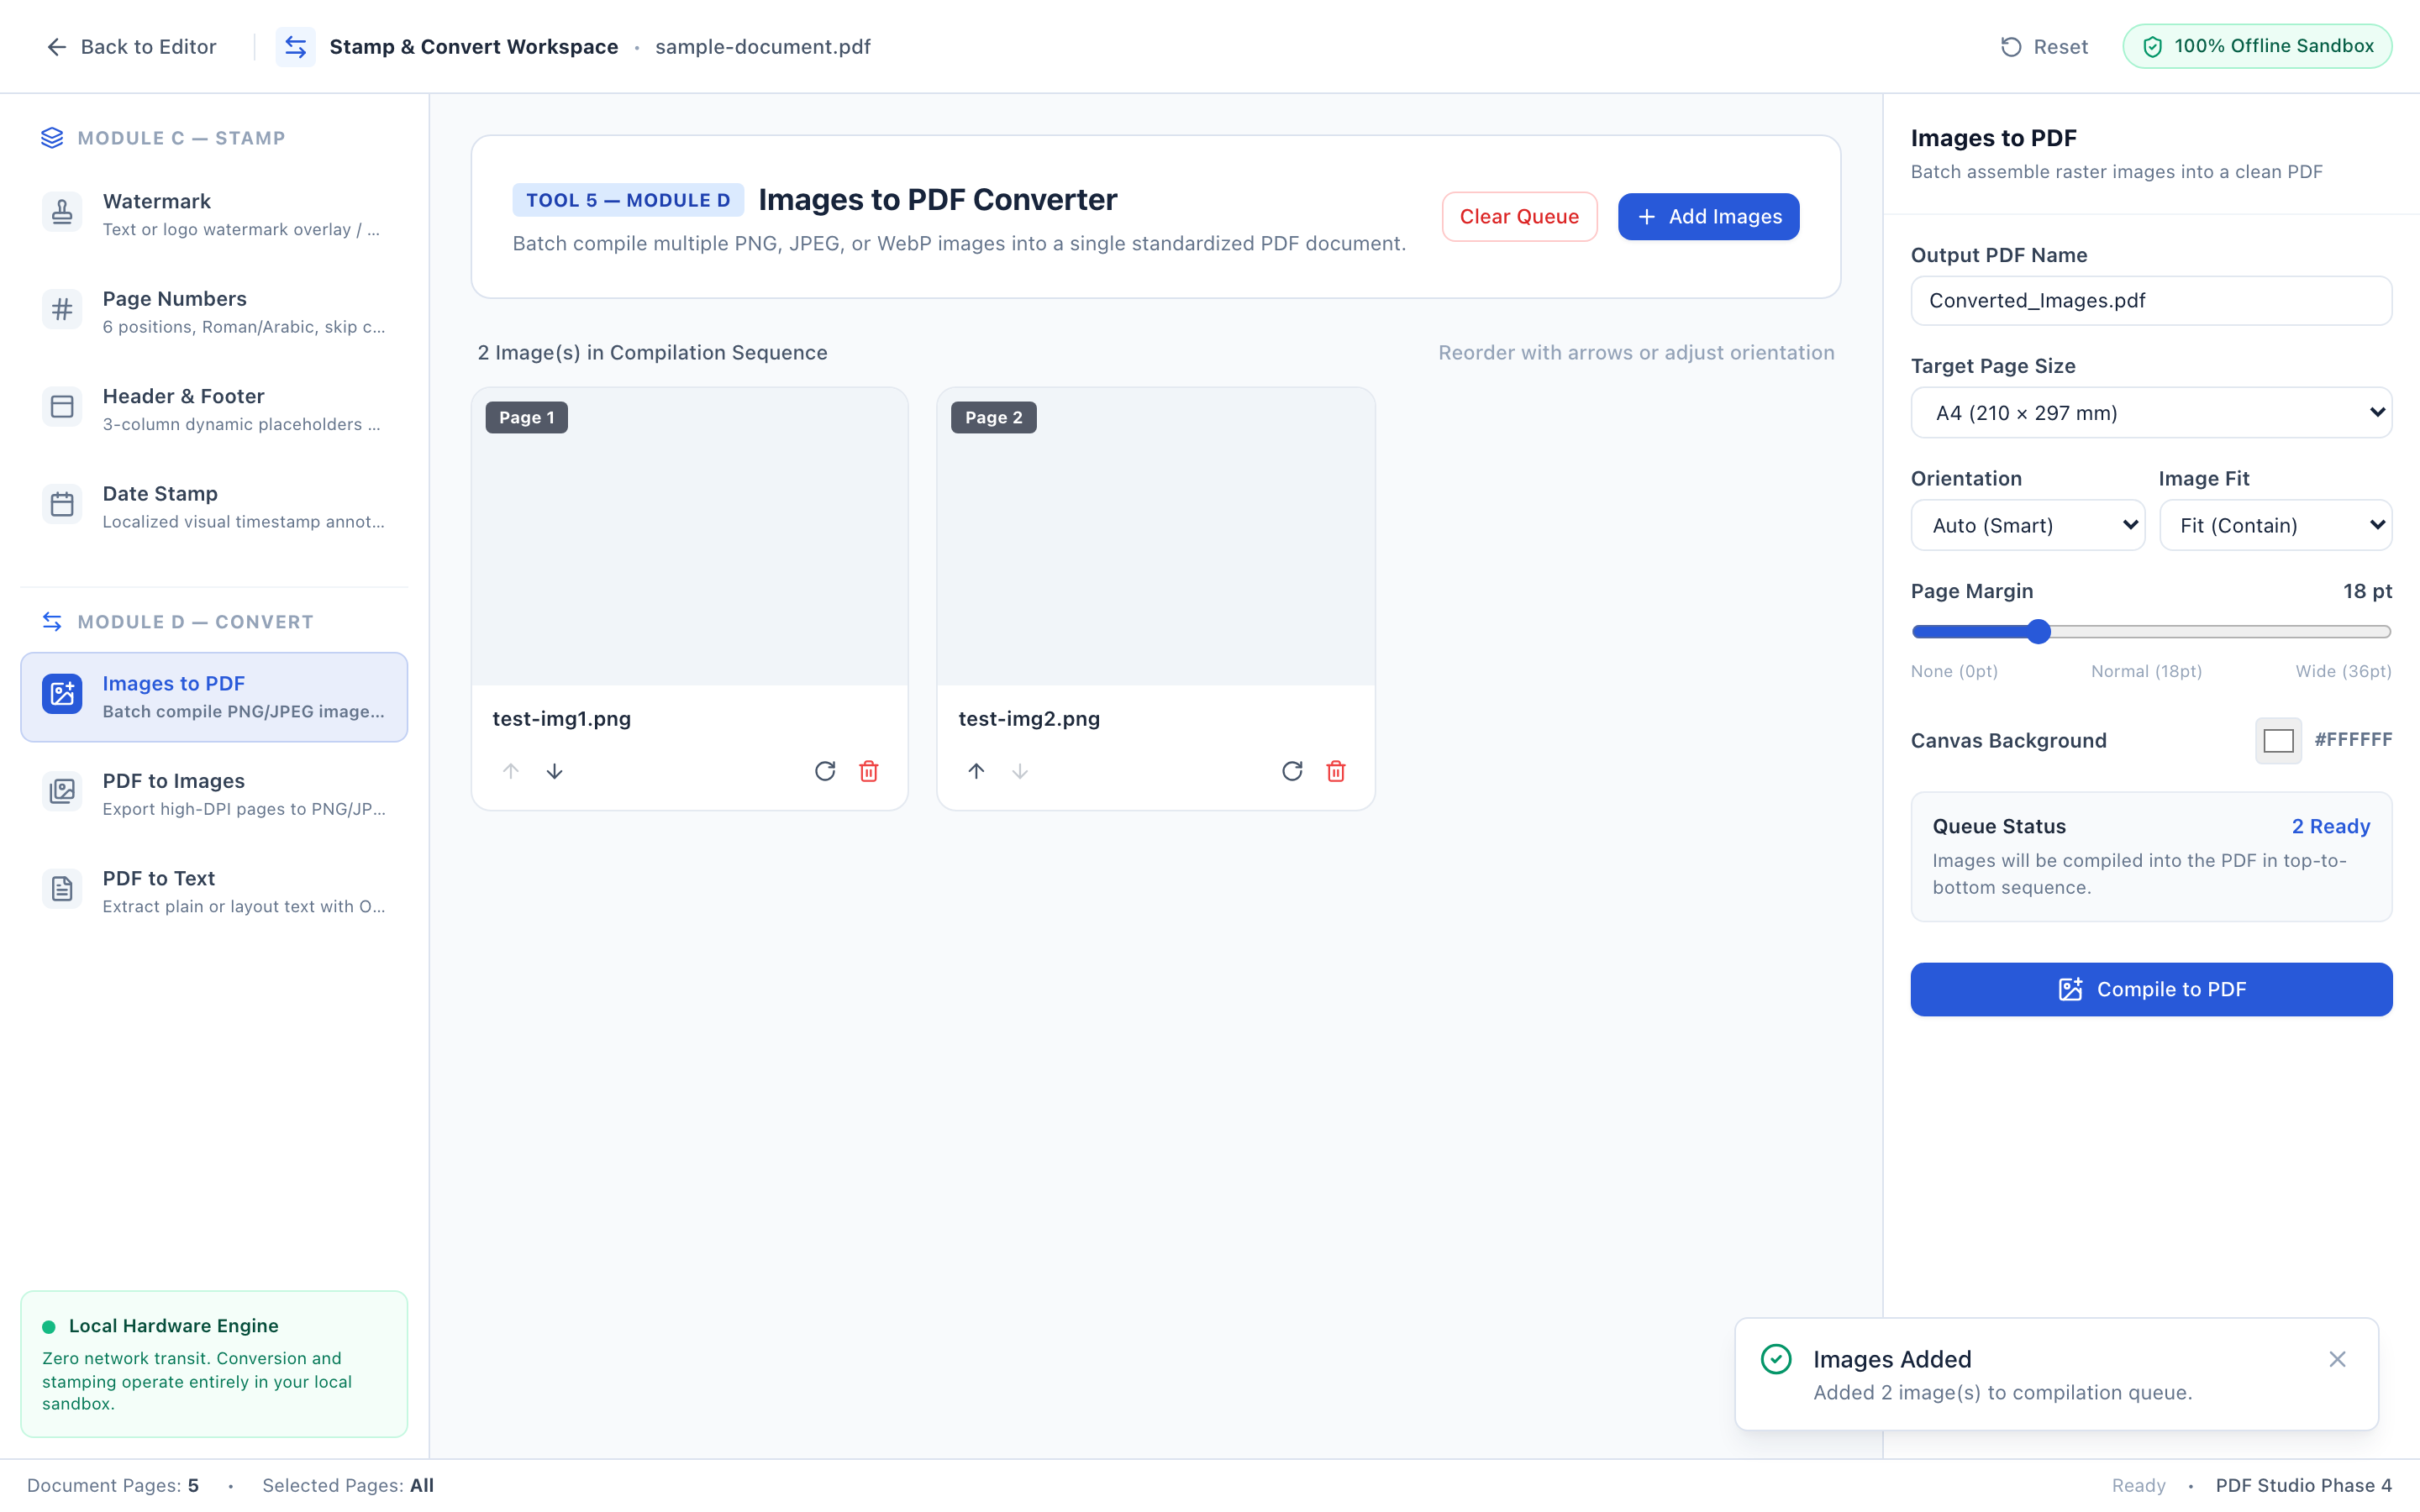 Back to Editor
Stamp & Convert Workspace • sample-document.pdf
Reset
100% Offline Sandbox
MODULE C — STAMP
Watermark
Text or logo watermark overlay / ...
Page Numbers
6 positions, Roman/Arabic, skip c...
Header & Footer
3-column dynamic placeholders ...
Date Stamp
Localized visual timestamp annot...
MODULE D — CONVERT
Images to PDF
Batch compile PNG/JPEG image...
PDF to Images
Export high-DPI pages to PNG/JP...
PDF to Text
Extract plain or layout text with O...
Local Hardware Engine
Zero network transit. Conversion and
stamping operate entirely in your local
sandbox.
TOOL 5 — MODULE D
Images to PDF Converter
Batch compile multiple PNG, JPEG, or WebP images into a single standardized PDF document.
Clear Queue
Add Images
2 Image(s) in Compilation Sequence
Reorder with arrows or adjust orientation
Page 1
test-img1.png
Page 2
test-img2.png
Images to PDF
Batch assemble raster images into a clean PDF
Output PDF Name
Converted_Images.pdf
Target Page Size
A4 (210 × 297 mm)
Orientation
Auto (Smart)
Image Fit
Fit (Contain)
Page Margin
18 pt
None (0pt)
Normal (18pt)
Wide (36pt)
Canvas Background
#FFFFFF
Queue Status
2 Ready
Images will be compiled into the PDF in top-to-
bottom sequence.
Compile to PDF
Images Added
Added 2 image(s) to compilation queue.
Document Pages: 5 • Selected Pages: All
Ready • PDF Studio Phase 4